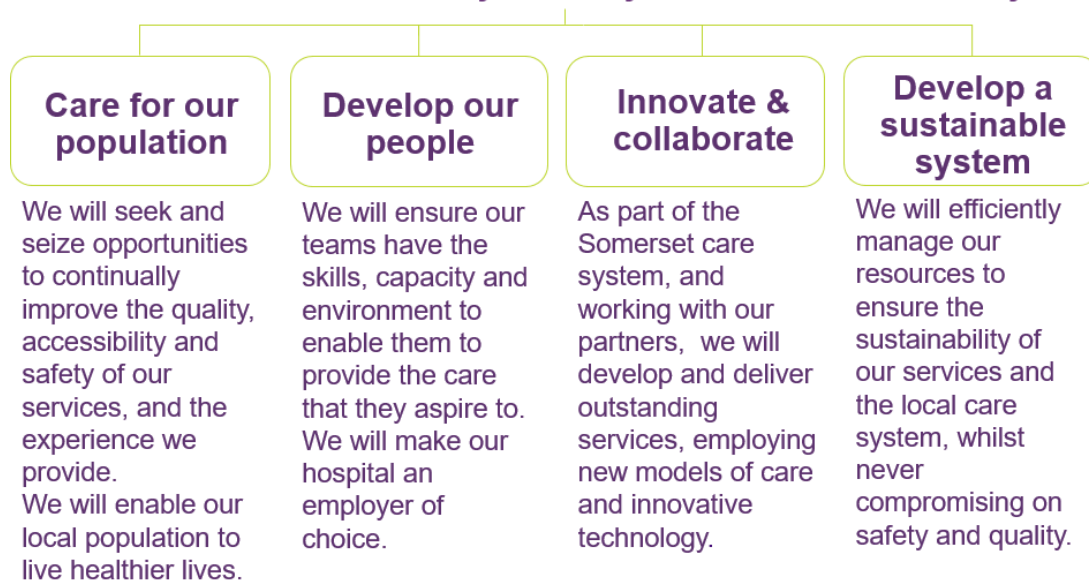 Care for our
population
We will seek and
seize opportunities
to continually
improve the quality,
accessibility and
safety of our
services, and the
experience we
provide.
We will enable our
local population to
live healthier lives.
Develop our
people
We will ensure our
teams have the
skills, capacity and
environment to
enable them to
provide the care
that they aspire to.
We will make our
hospital an
employer of
choice.
Innovate &
collaborate
As part of the
Somerset care
system, and
working with our
partners, we will
develop and deliver
outstanding
services, employing
new models of care
and innovative
technology.
Develop a
sustainable
system
We will efficiently
manage our
resources to
ensure the
sustainability of
our services and
the local care
system, whilst
never
compromising on
safety and quality.